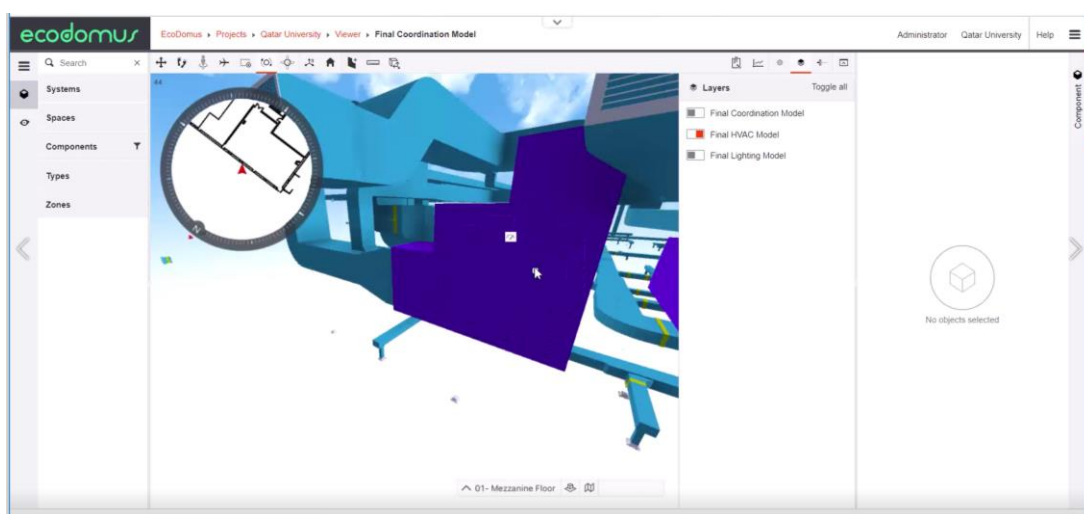 ecodomus
EcoDomus › Projects › Qatar University › Viewer › Final Coordination Model
Administrator Qatar University Help
Search ×
Systems
Spaces
Components
Types
Zones
44
N
Layers Toggle all
Final Coordination Model
Final HVAC Model
Final Lighting Model
01- Mezzanine Floor
No objects selected
Component